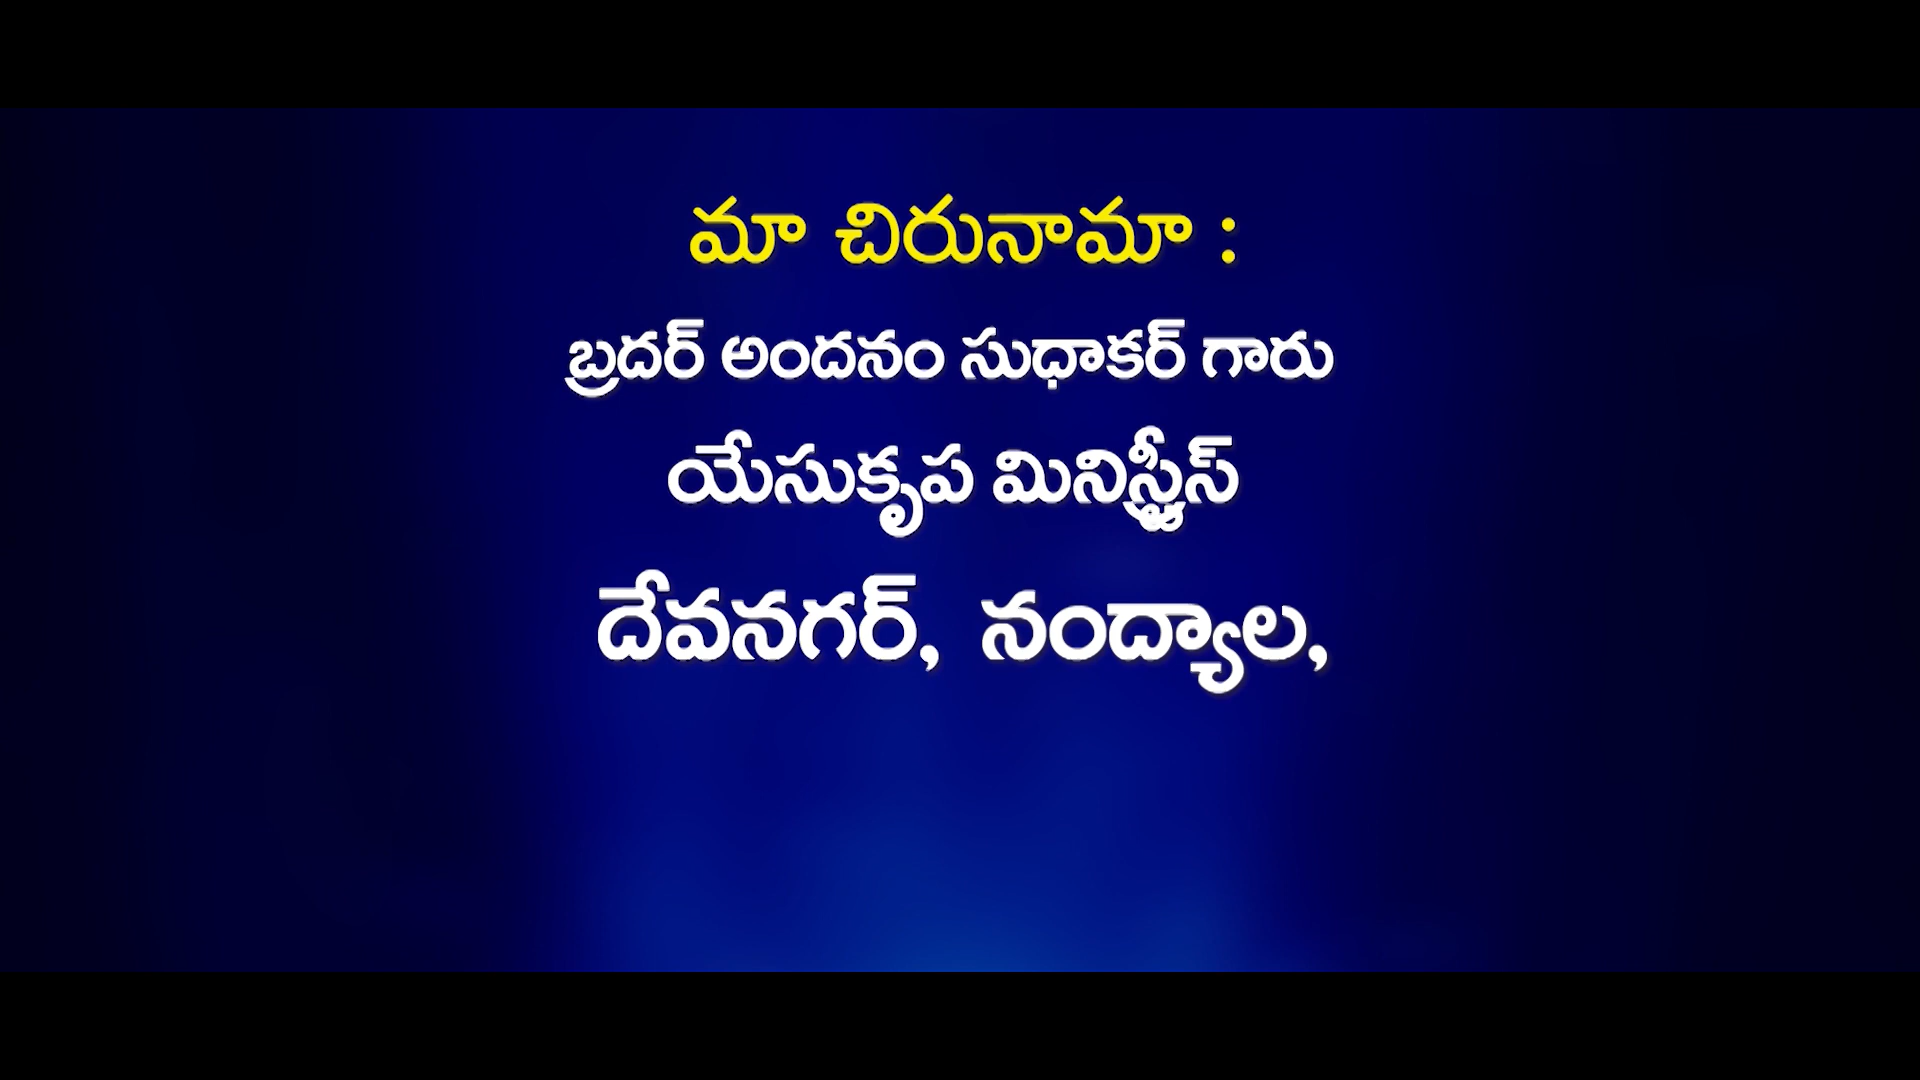 మా చిరునామా :
బ్రదర్ అందనం సుధాకర్ గారు
యేసుకృప మినిస్ట్రీస్
దేవనగర్, నంద్యాల,